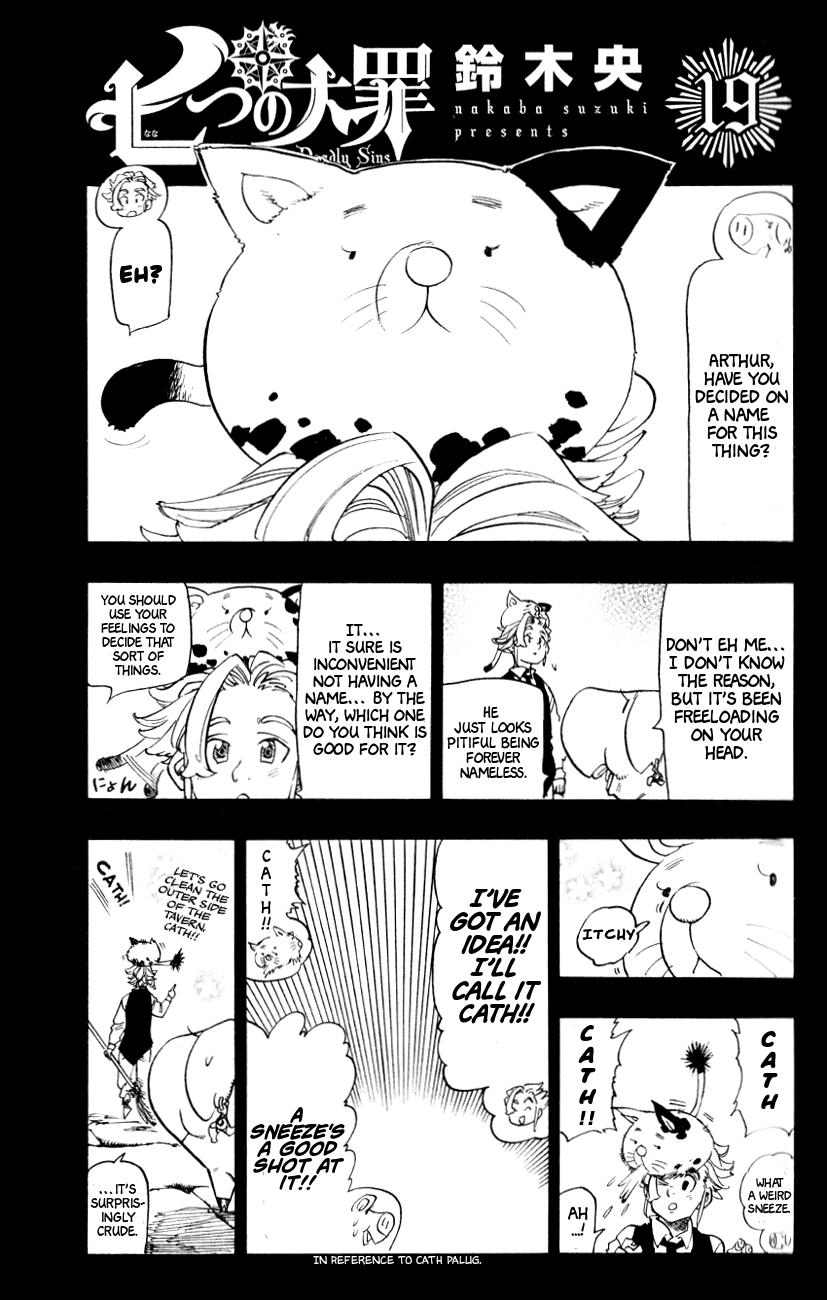 七つの大罪
なな
Deadly Sins
鈴木央
nakaba suzuki
presents
19
ARTHUR,
HAVE YOU
DECIDED ON
A NAME
FOR THIS
THING?
EH?
DON'T EH ME...
I DON'T KNOW
THE REASON,
BUT IT'S BEEN
FREELOADING
ON YOUR
HEAD.
HE
JUST LOOKS
PITIFUL BEING
FOREVER
NAMELESS.
IT...
IT SURE IS
INCONVENIENT
NOT HAVING A
NAME... BY THE
WAY, WHICH ONE
DO YOU THINK IS
GOOD FOR IT?
YOU SHOULD
USE YOUR
FEELINGS TO
DECIDE THAT
SORT OF
THINGS.
にょん
ITCHY
CATH
CATH!!
WHAT
A WEIRD
SNEEZE.
AH
...!
I'VE
GOT AN
IDEA!!
I'LL
CALL IT
CATH!!
CATH!!
A
SNEEZE'S
A GOOD
SHOT AT
IT!!
LET'S GO
CLEAN THE
OUTER SIDE
OF THE
TAVERN,
CATH!!
CATH!
...IT'S
SURPRIS-
INGLY
CRUDE.
IN REFERENCE TO CATH PALUG.